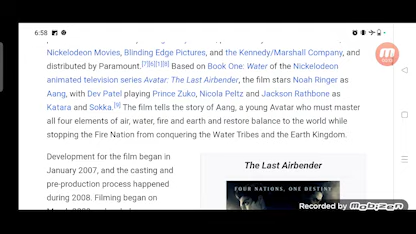 6:58
Nickelodeon Movies, Blinding Edge Pictures, and the Kennedy/Marshall Company, and
distributed by Paramount.[7][6][1][8] Based on Book One: Water of the Nickelodeon
animated television series Avatar: The Last Airbender, the film stars Noah Ringer as
Aang, with Dev Patel playing Prince Zuko, Nicola Peltz and Jackson Rathbone as
Katara and Sokka.[9] The film tells the story of Aang, a young Avatar who must master
all four elements of air, water, fire and earth and restore balance to the world while
stopping the Fire Nation from conquering the Water Tribes and the Earth Kingdom.
Development for the film began in
January 2007, and the casting and
pre-production process happened
during 2008. Filming began on
The Last Airbender
FOUR NATIONS, ONE DESTINY
Recorded by Mobizen